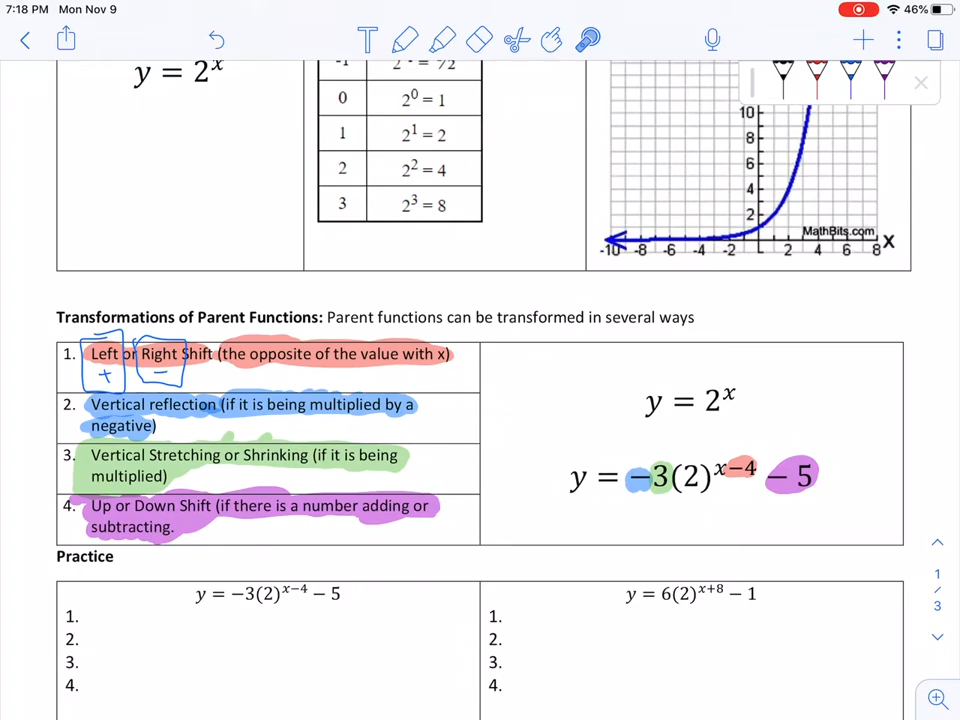 7:18 PM Mon Nov 9
46%
T
y = 2^x
-1 2⁻¹ = ½
0 2^0 = 1
1 2^1 = 2
2 2^2 = 4
3 2^3 = 8
10
8
6
4
2
MathBits.com
-10 -8 -6 -4 -2 2 4 6 8 X
Transformations of Parent Functions: Parent functions can be transformed in several ways
1. Left or Right Shift (the opposite of the value with x)
+ −
2. Vertical reflection (if it is being multiplied by a
negative)
3. Vertical Stretching or Shrinking (if it is being
multiplied)
4. Up or Down Shift (if there is a number adding or
subtracting.
y = 2^x
y = −3(2)^{x−4} − 5
Practice
y = −3(2)^{x−4} − 5
1.
2.
3.
4.
y = 6(2)^{x+8} − 1
1.
2.
3.
4.
1
/
3